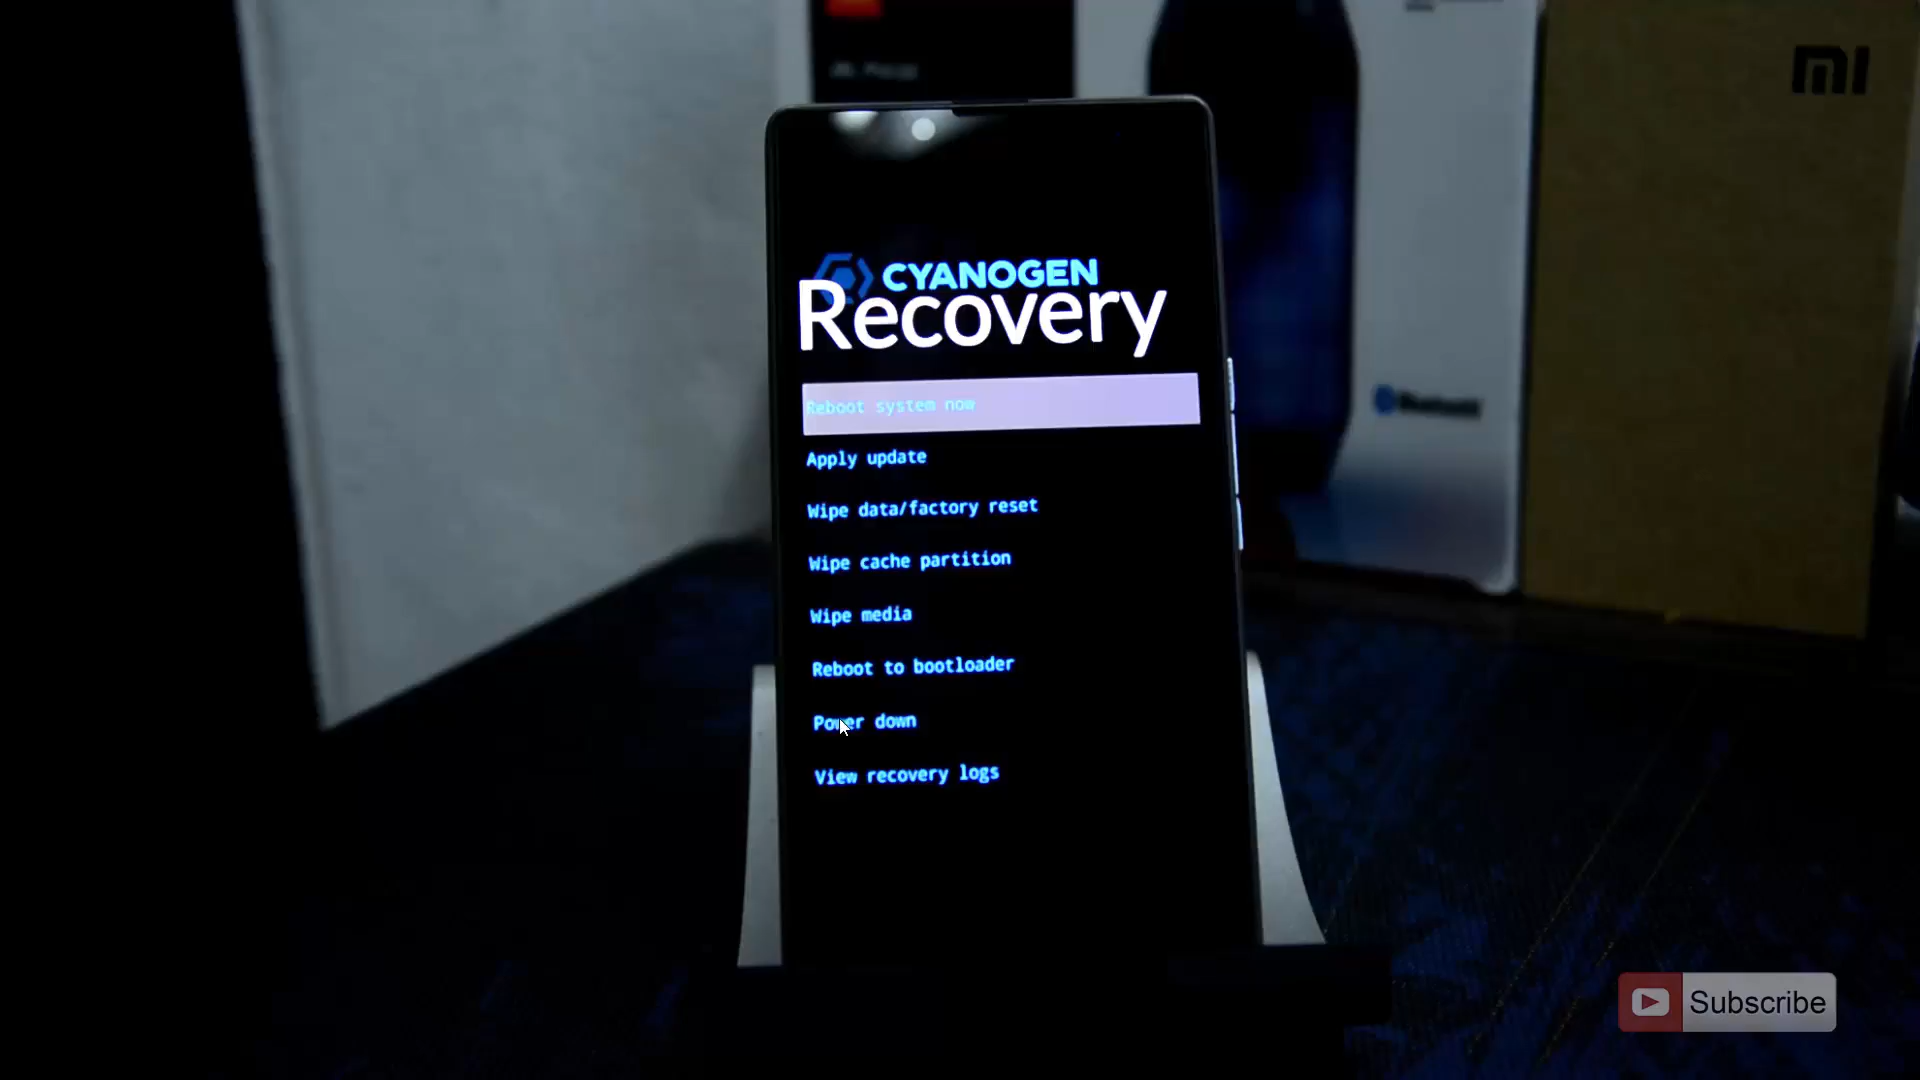 mi
CYANOGEN
Recovery
Reboot system now
Apply update
Wipe data/factory reset
Bluetooth
Wipe cache partition
Wipe media
Reboot to bootloader
Power down
View recovery logs
Subscribe